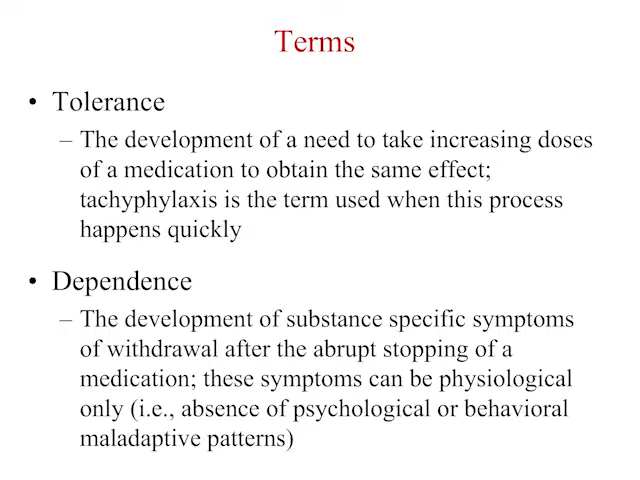 Terms
• Tolerance
– The development of a need to take increasing doses
of a medication to obtain the same effect;
tachyphylaxis is the term used when this process
happens quickly
• Dependence
– The development of substance specific symptoms
of withdrawal after the abrupt stopping of a
medication; these symptoms can be physiological
only (i.e., absence of psychological or behavioral
maladaptive patterns)